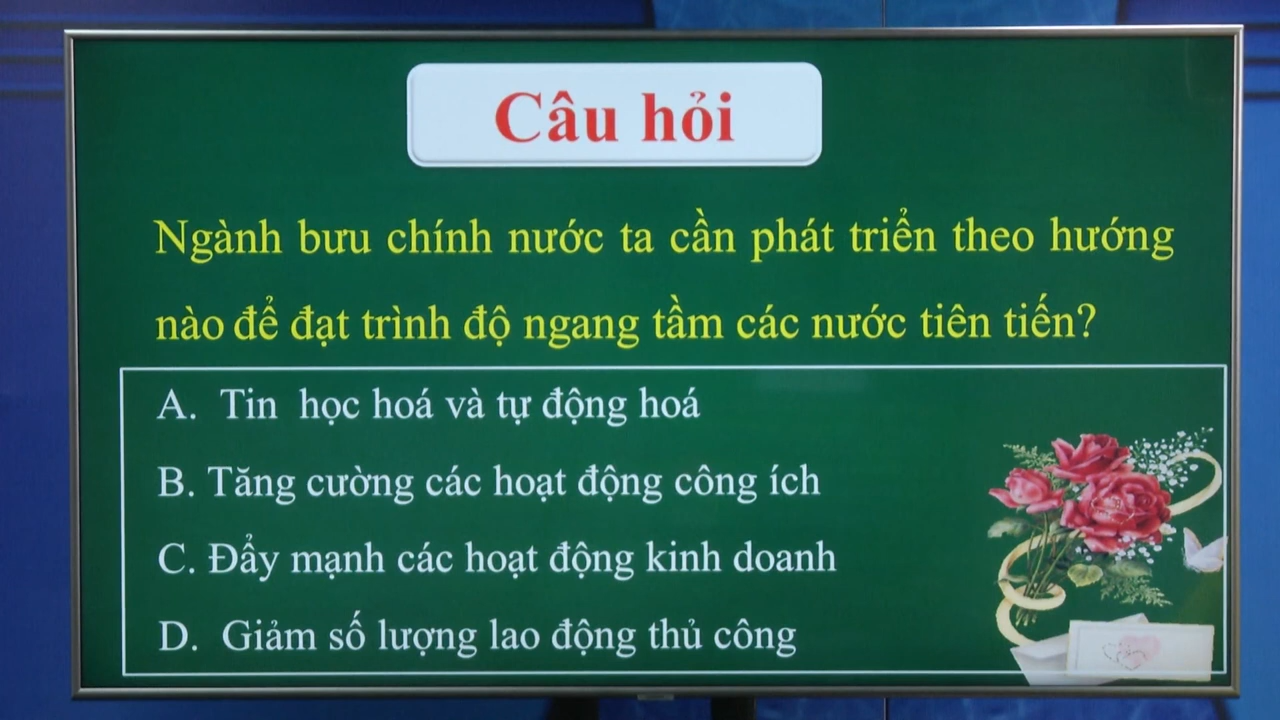 Câu hỏi
Ngành bưu chính nước ta cần phát triển theo hướng
nào để đạt trình độ ngang tầm các nước tiên tiến?
A. Tin học hoá và tự động hoá
B. Tăng cường các hoạt động công ích
C. Đẩy mạnh các hoạt động kinh doanh
D. Giảm số lượng lao động thủ công